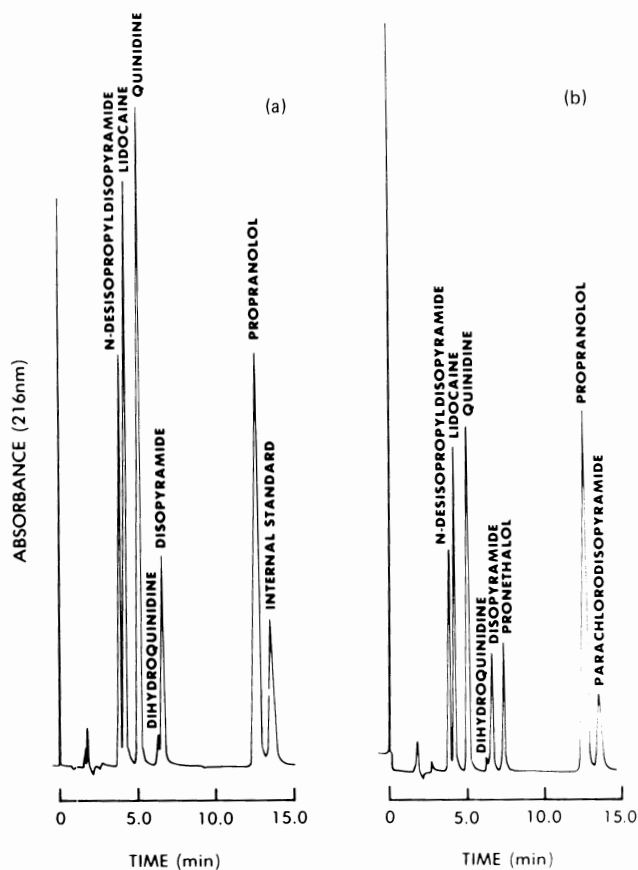 ABSORBANCE (216nm)
(a)
N-DESISOPROPYLDISOPYRAMIDE
LIDOCAINE
QUINIDINE
DIHYDROQUINIDINE
DISOPYRAMIDE
PROPRANOLOL
INTERNAL STANDARD
0 5.0 10.0 15.0
TIME (min)
(b)
N-DESISOPROPYLDISOPYRAMIDE
LIDOCAINE
QUINIDINE
DIHYDROQUINIDINE
DISOPYRAMIDE
PRONETHALOL
PROPRANOLOL
PARACHLORODISOPYRAMIDE
0 5.0 10.0 15.0
TIME (min)